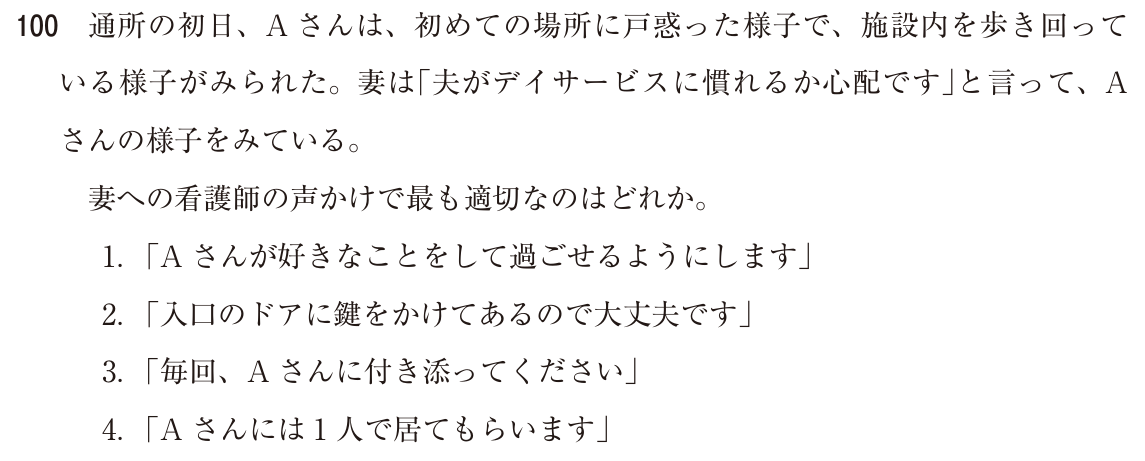 100　通所の初日、A さんは、初めての場所に戸惑った様子で、施設内を歩き回って
いる様子がみられた。妻は「夫がデイサービスに慣れるか心配です」と言って、A
さんの様子をみている。
妻への看護師の声かけで最も適切なのはどれか。
1. 「A さんが好きなことをして過ごせるようにします」
2. 「入口のドアに鍵をかけてあるので大丈夫です」
3. 「毎回、A さんに付き添ってください」
4. 「A さんには 1 人で居てもらいます」